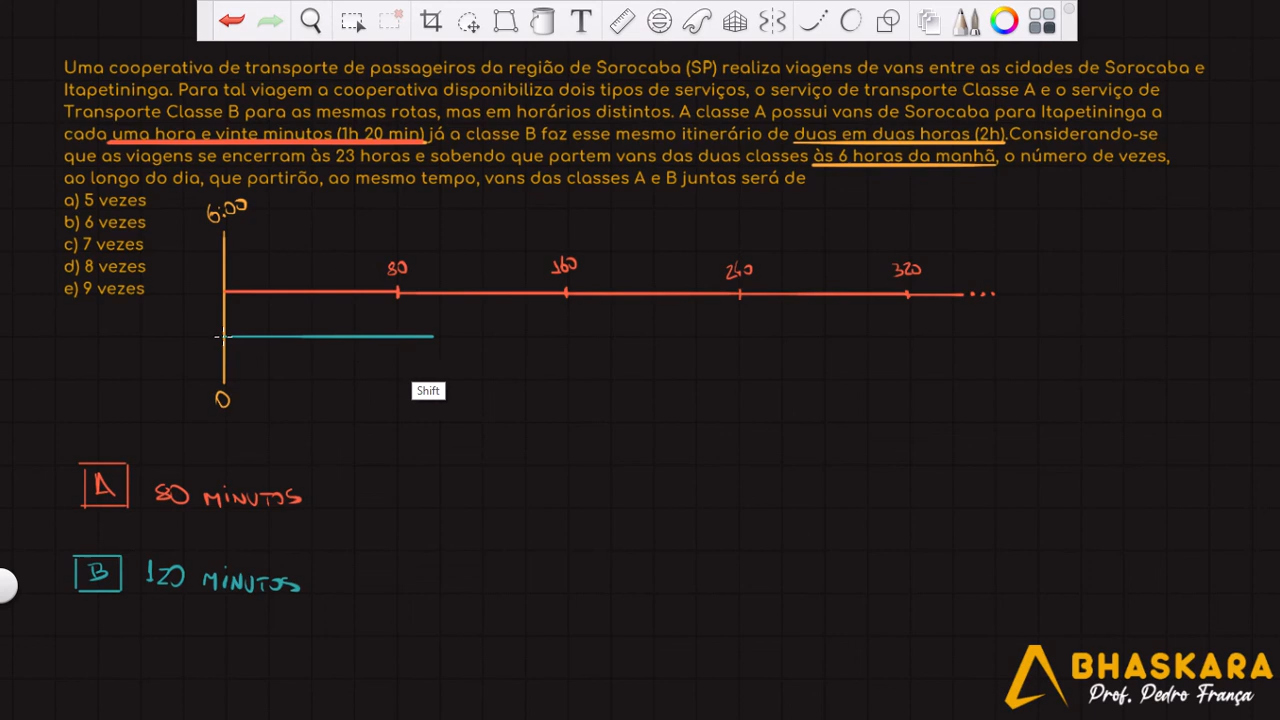 Uma cooperativa de transporte de passageiros da região de Sorocaba (SP) realiza viagens de vans entre as cidades de Sorocaba e
Itapetininga. Para tal viagem a cooperativa disponibiliza dois tipos de serviços, o serviço de transporte Classe A e o serviço de
Transporte Classe B para as mesmas rotas, mas em horários distintos. A classe A possui vans de Sorocaba para Itapetininga a
cada uma hora e vinte minutos (1h 20 min) já a classe B faz esse mesmo itinerário de duas em duas horas (2h).Considerando-se
que as viagens se encerram às 23 horas e sabendo que partem vans das duas classes às 6 horas da manhã, o número de vezes,
ao longo do dia, que partirão, ao mesmo tempo, vans das classes A e B juntas será de
a) 5 vezes
b) 6 vezes
c) 7 vezes
d) 8 vezes
e) 9 vezes
6:00
80 160 240 320 ...
Shift
0
A 80 MINUTOS
B 120 MINUTOS
BHASKARA
Prof. Pedro França